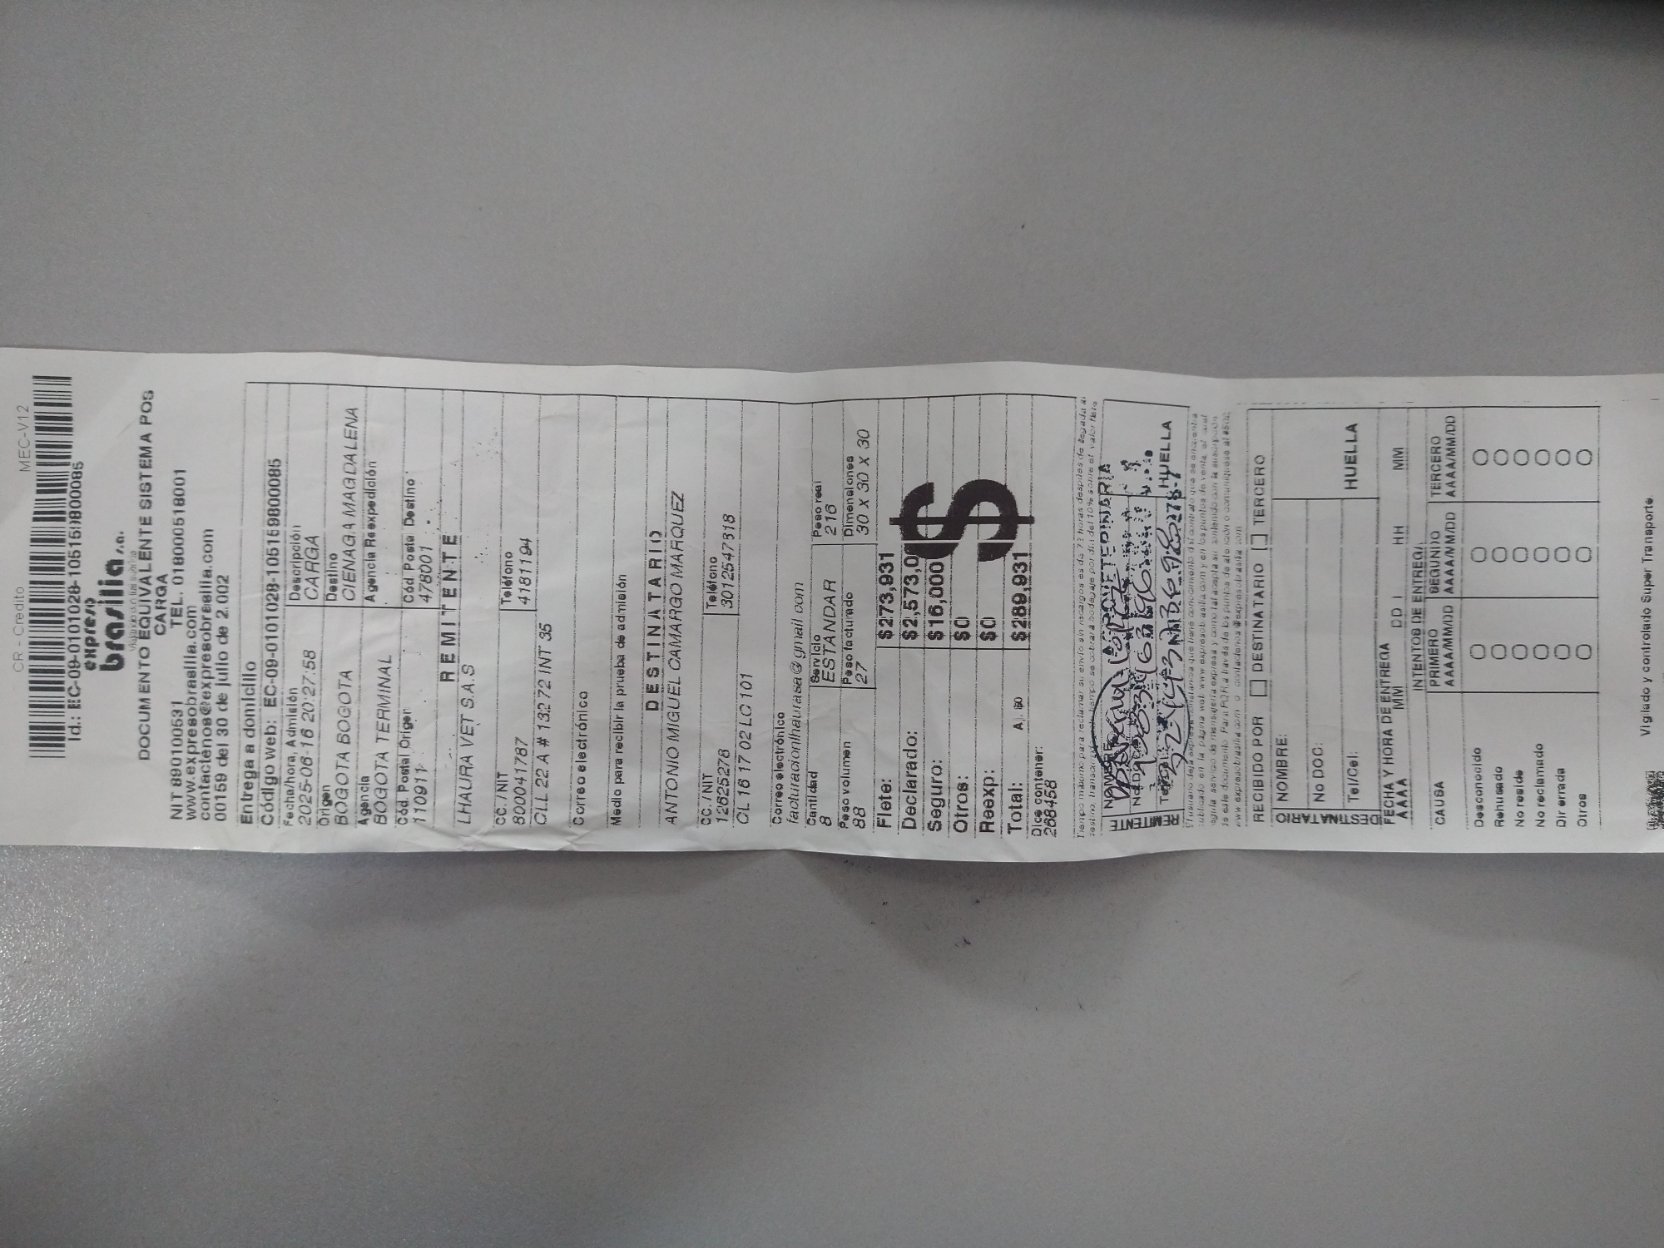 CR - Credito MEC-V12
Id.: EC-09-0101028-10515980085
expreso
brasilia s.a.
DOCUMENTO EQUIVALENTE SISTEMA POS
CARGA
NIT 890100531 TEL. 018000518001
www.expresobrasilia.com
contactenos@expresobrasilia.com
00159 del 30 de julio de 2.002
Entrega a domicilio
Código web: EC-09-0101028-10515980085
Fecha/hora Admisión Descripción
2025-06-16 20:27:58 CARGA
Origen Destino
BOGOTA BOGOTA CIENAGA MAGDALENA
Agencia Agencia Reexpedición
BOGOTA TERMINAL
Cód. Postal Origen Cód Posta Destino
110911 478001
REMITENTE
LHAURA VET S.A.S
CC./NIT Teléfono
800041787 4181194
CLL 22 A # 132 72 INT 35
Correo electrónico
Medio para recibir la prueba de admisión
DESTINATARIO
ANTONIO MIGUEL CAMARGO MARQUEZ
CC./NIT Teléfono
12625278 3012547318
CL 16 17 02 LC 101
Correo electrónico
facturacionlhaurasa@gmail.com
Cantidad Servicio Peso real
8 ESTANDAR 216
Peso volumen Peso facturado Dimensiones
88 27 30 x 30 x 30
Flete: $273,931
Declarado: $2,573,0
Seguro: $16,000
Otros: $0
Reexp: $0
Total: $289,931
Dice contener:
268458
$
REMITENTE
HUELLA
RECIBIDO POR DESTINATARIO TERCERO
DESTINATARIO
NOMBRE:
No DOC:
Tel/Cel:
HUELLA
FECHA Y HORA DE ENTREGA
AAAA MM DD HH MM
INTENTOS DE ENTREGA
CAUSA PRIMERO SEGUNDO TERCERO
AAAA/MM/DD AAAA/MM/DD AAAA/MM/DD
Desconocido
Rehusado
No reside
No reclamado
Dir errada
Otros
Vigilado y controlado Super Transporte